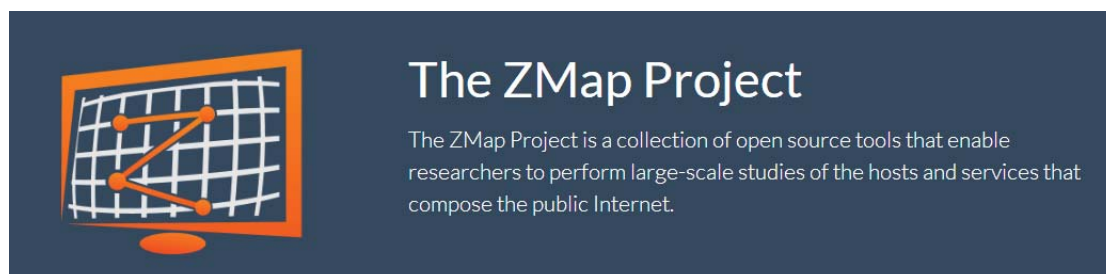 The ZMap Project
The ZMap Project is a collection of open source tools that enable
researchers to perform large-scale studies of the hosts and services that
compose the public Internet.